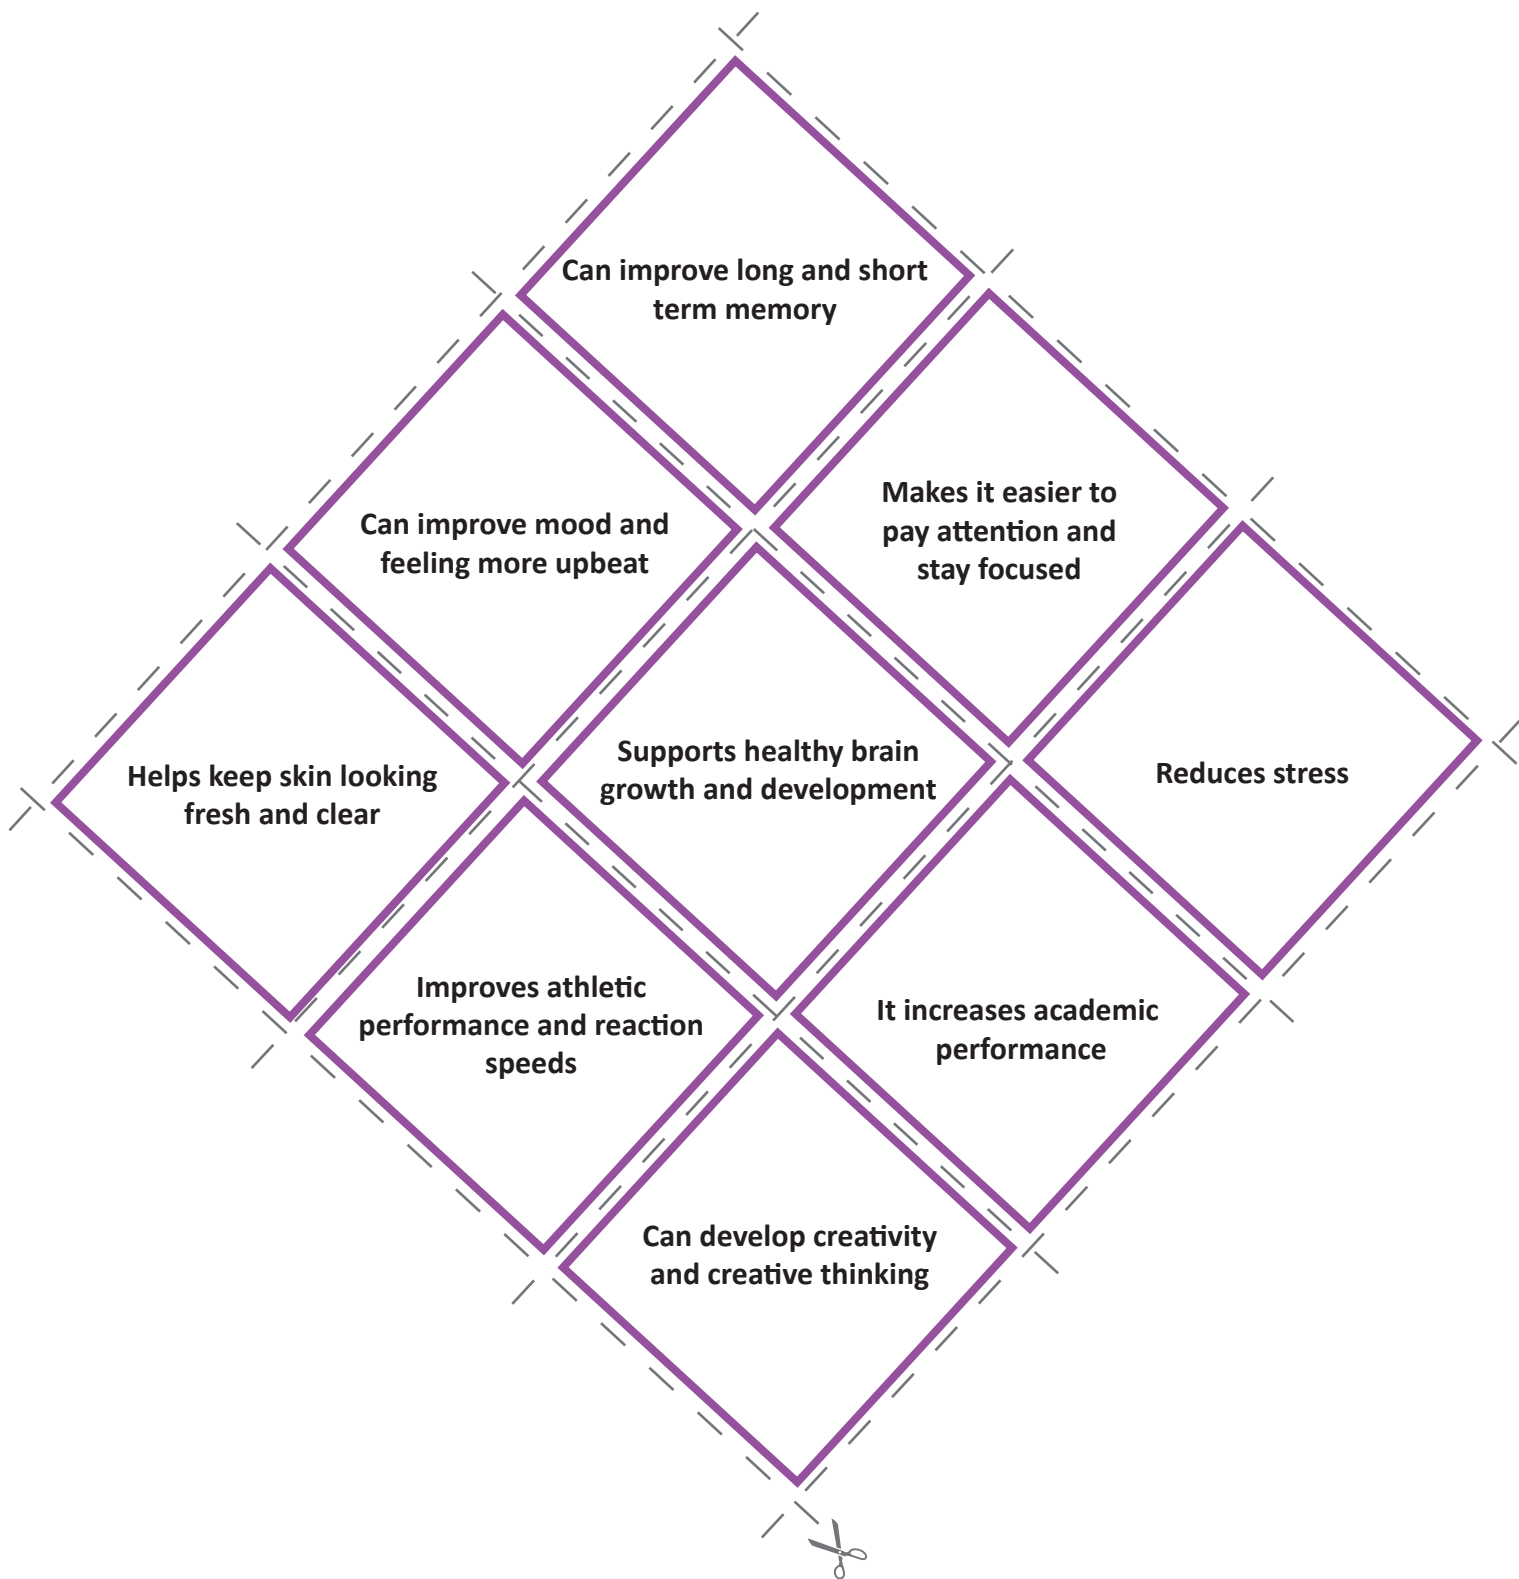 Can improve long and short
term memory
Can improve mood and
feeling more upbeat
Makes it easier to
pay attention and
stay focused
Helps keep skin looking
fresh and clear
Supports healthy brain
growth and development
Reduces stress
Improves athletic
performance and reaction
speeds
It increases academic
performance
Can develop creativity
and creative thinking